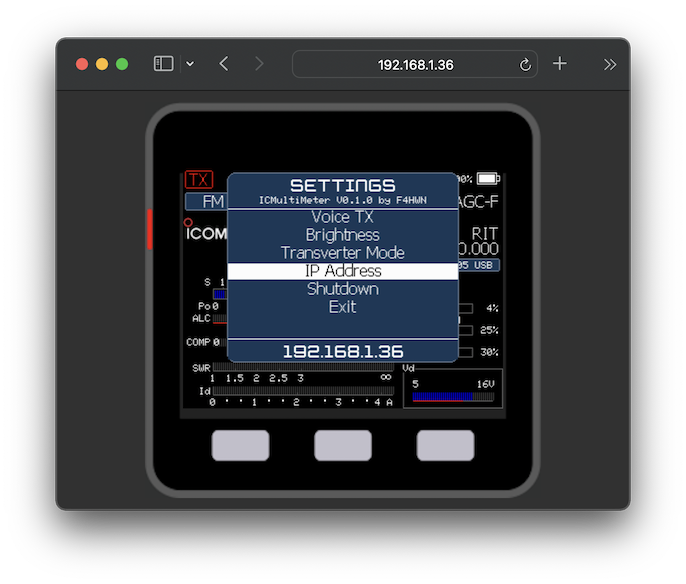 192.168.1.36
TX
SETTINGS
00%
ICMultiMeter V0.1.0 by F4HWN
FM
AGC-F
Voice TX
Brightness
ICOM
RIT
Transverter Mode
0.000
IP Address
05 USB
S 1
Shutdown
Exit
Po 0
4%
ALC
25%
COMP 0
192.168.1.36
30%
SWR
Vd
1 1.5 2 2.5 3 ∞
5 16V
Id
0 · · 1 · · 2 · · 3 · · 4 A